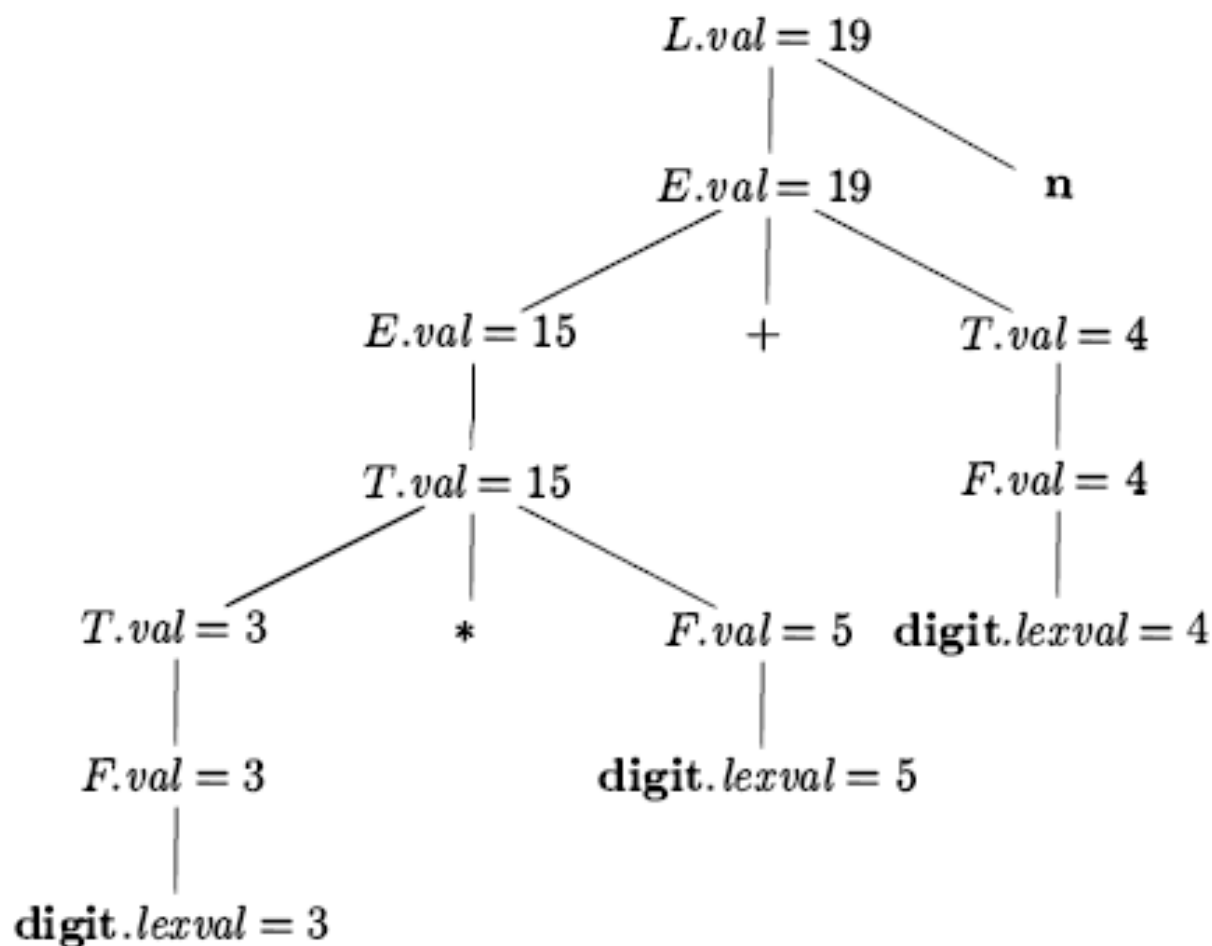 L.val = 19
E.val = 19 n
E.val = 15 + T.val = 4
T.val = 15 F.val = 4
T.val = 3 * F.val = 5 digit.lexval = 4
F.val = 3 digit.lexval = 5
digit.lexval = 3